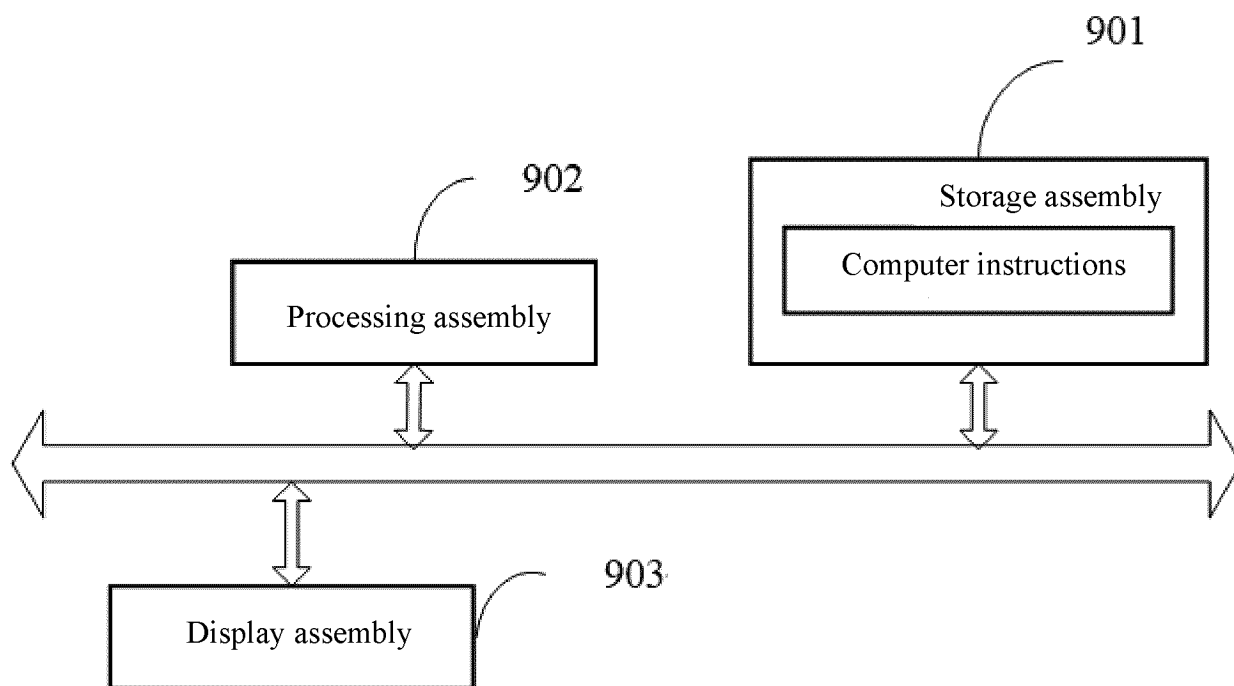 901
902
Storage assembly
Computer instructions
Processing assembly
903
Display assembly